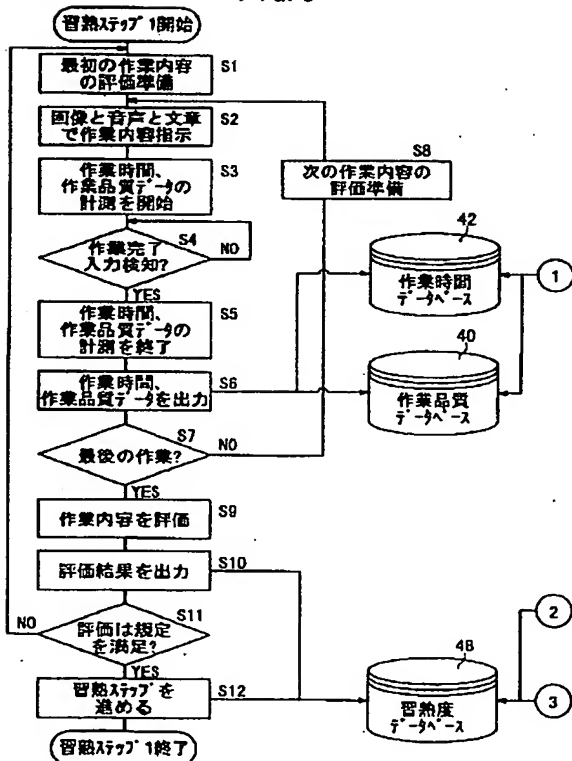 習熟ステップ1開始
最初の作業内容
の評価準備
S1
画像と音声と文章
で作業内容指示
S2
作業時間、
作業品質データの
計測を開始
S3
S8
次の作業内容の
評価準備
作業完了
入力検知?
S4
NO
YES
作業時間、
作業品質データの
計測を終了
S5
作業時間、
作業品質データを出力
S6
42
作業時間
データベース
1
40
作業品質
データベース
最後の作業?
S7
NO
YES
作業内容を評価
S9
評価結果を出力
S10
評価は規定
を満足?
S11
NO
YES
習熟ステップを
進める
S12
48
習熟度
データベース
2
3
習熟ステップ1終了